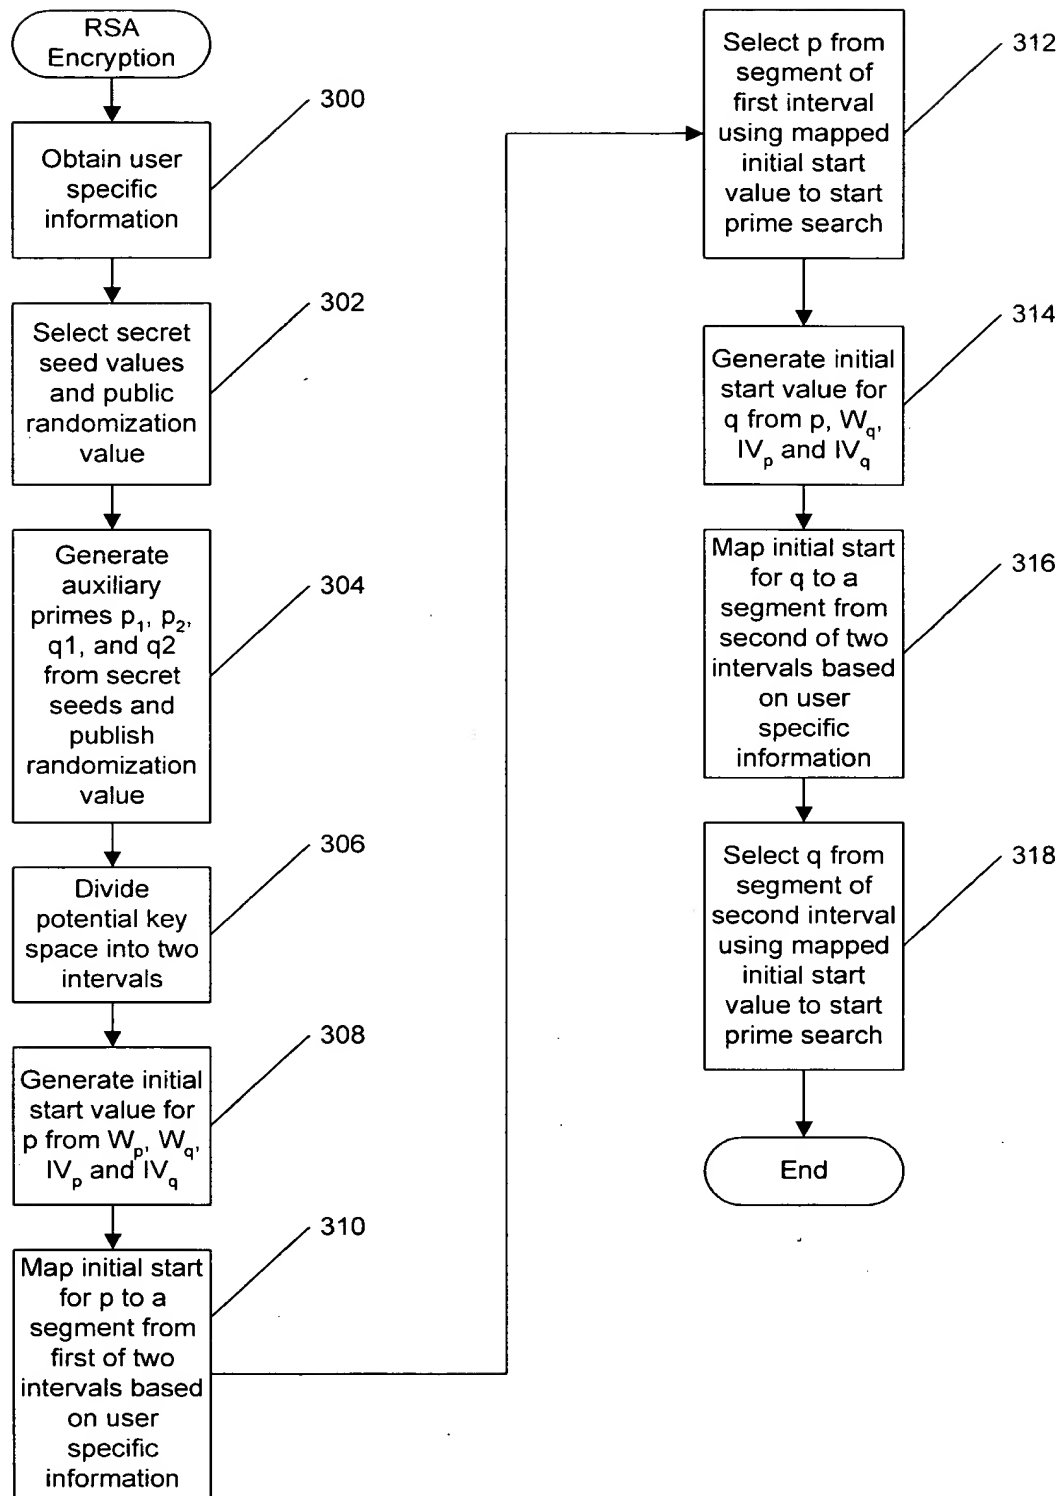 RSA
Encryption
300
Obtain user
specific
information
302
Select secret
seed values
and public
randomization
value
304
Generate
auxiliary
primes p₁, p₂,
q1, and q2
from secret
seeds and
publish
randomization
value
306
Divide
potential key
space into two
intervals
308
Generate initial
start value for
p from Wₚ, W_q,
IVₚ and IV_q
310
Map initial start
for p to a
segment from
first of two
intervals based
on user
specific
information
312
Select p from
segment of
first interval
using mapped
initial start
value to start
prime search
314
Generate initial
start value for
q from p, W_q,
IVₚ and IV_q
316
Map initial start
for q to a
segment from
second of two
intervals based
on user
specific
information
318
Select q from
segment of
second interval
using mapped
initial start
value to start
prime search
End